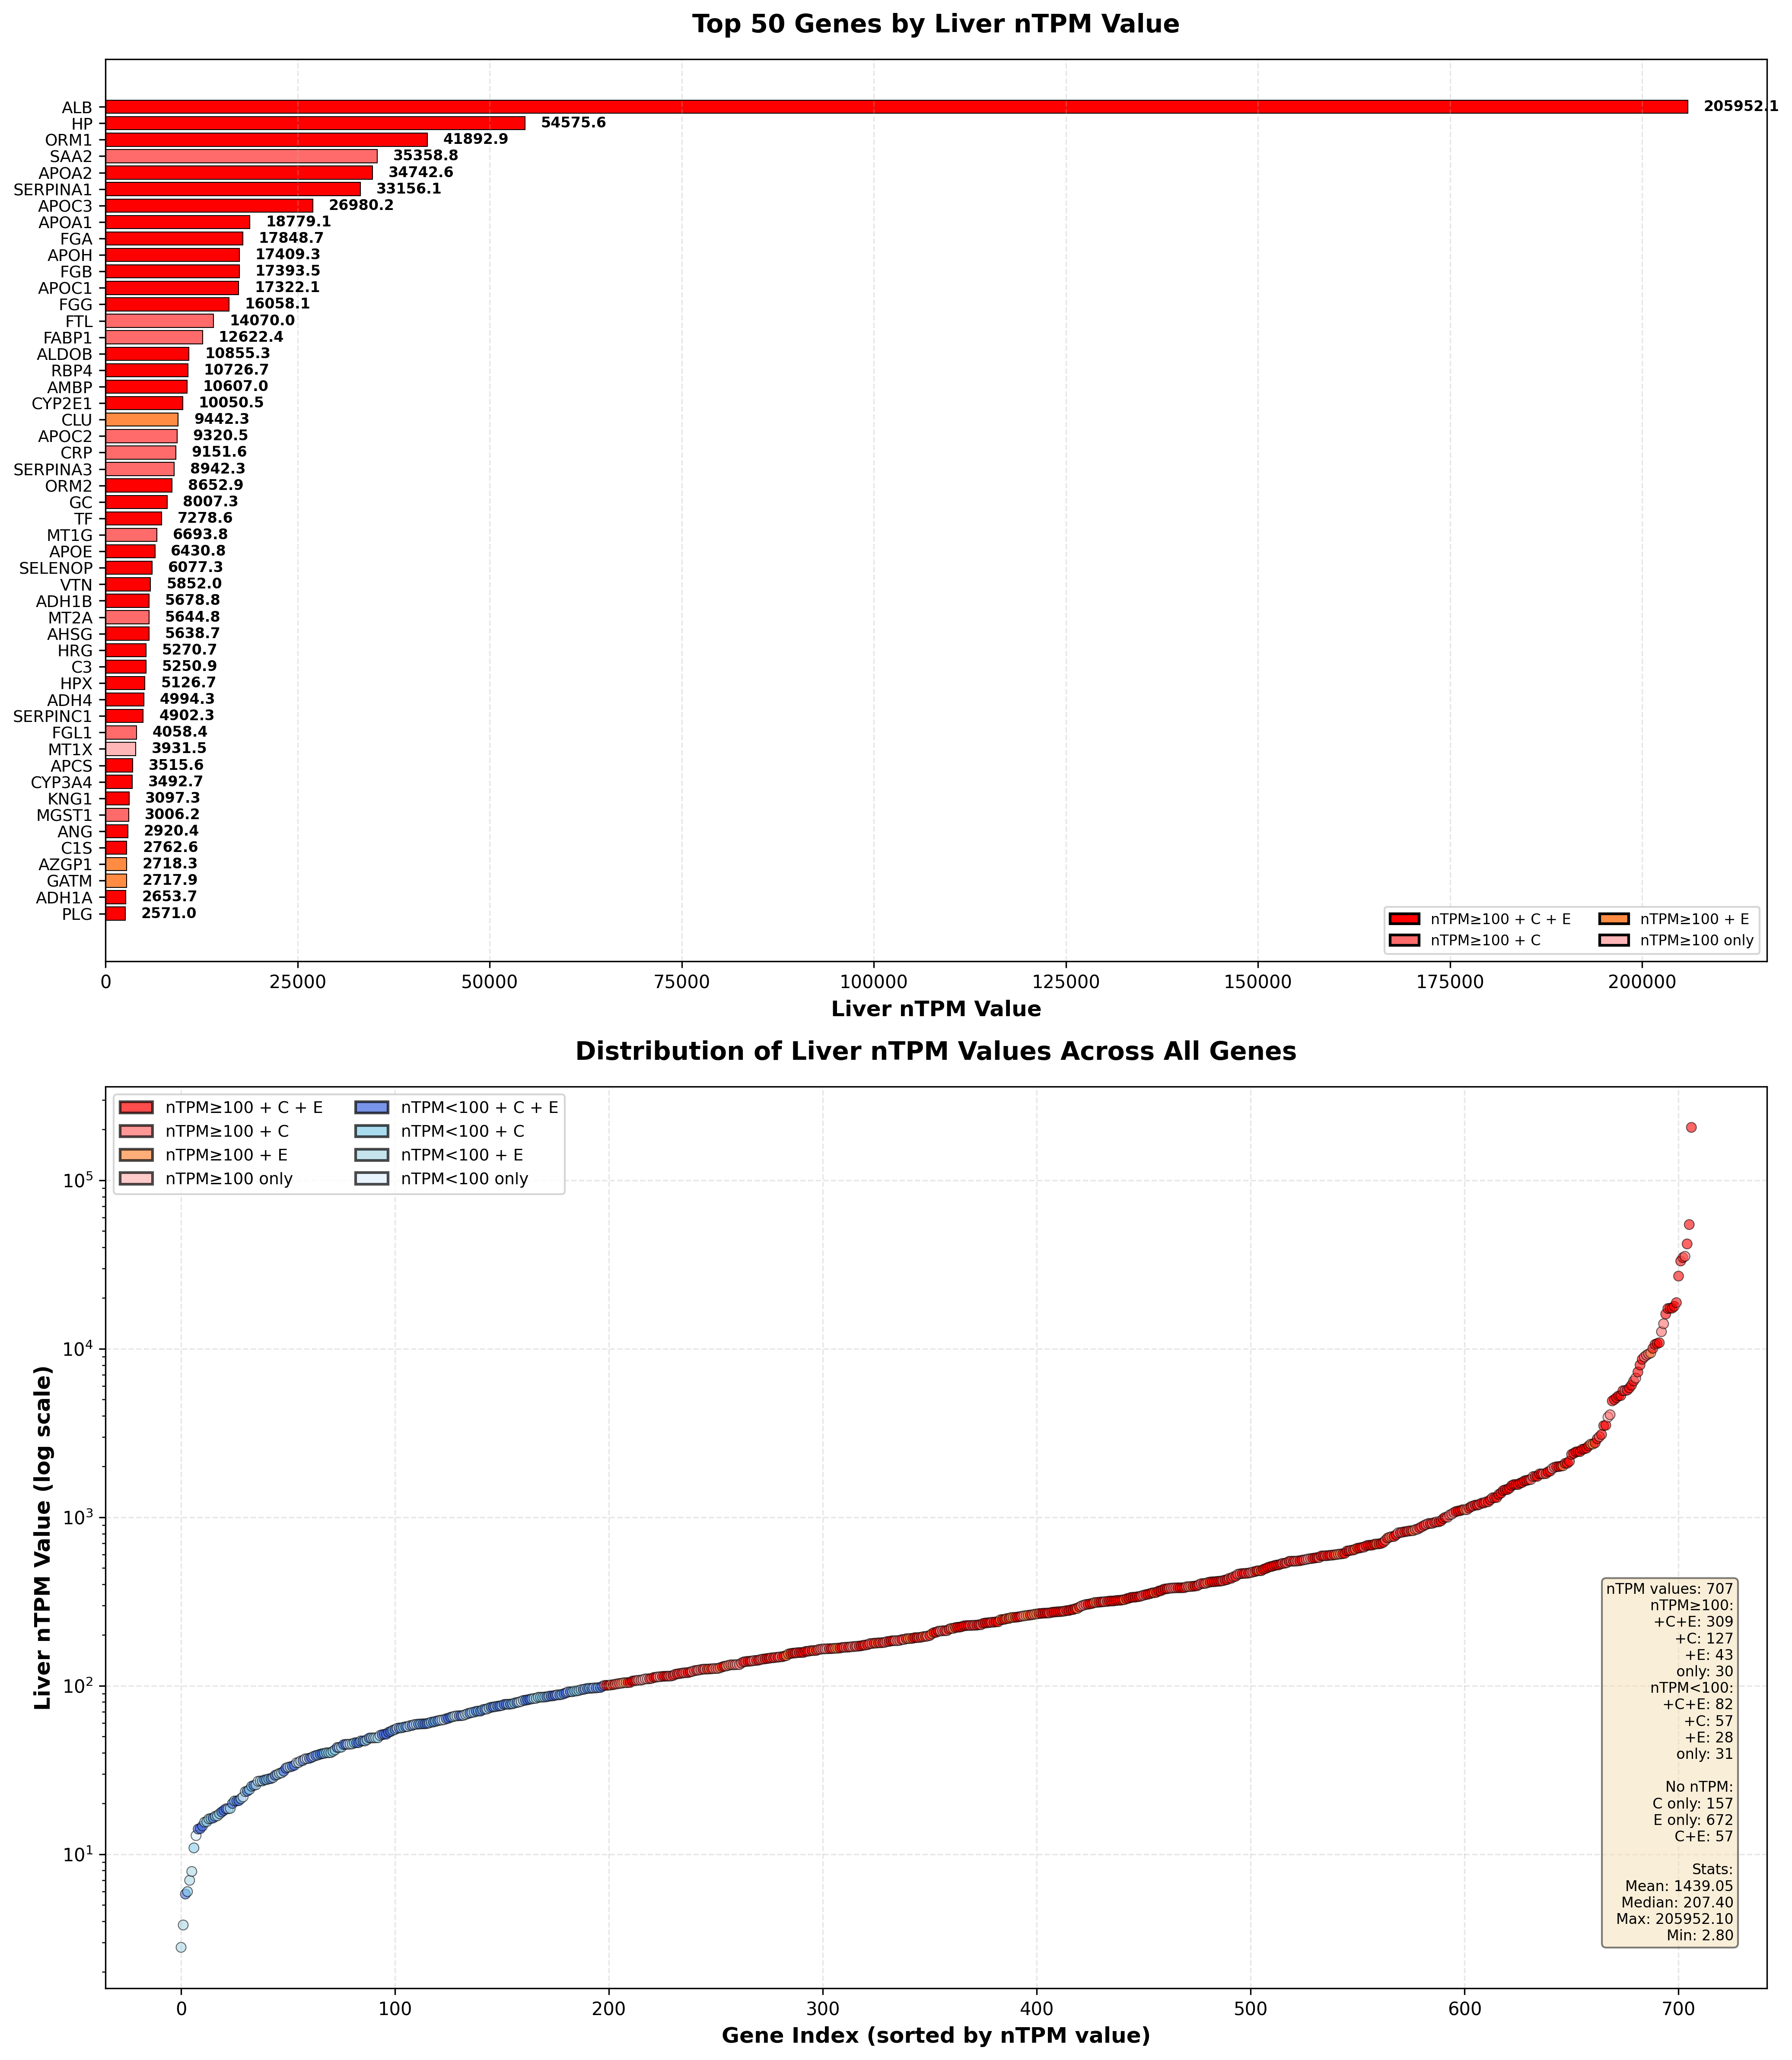 Top 50 Genes by Liver nTPM Value
ALB 205952.1
HP 54575.6
ORM1 41892.9
SAA2 35358.8
APOA2 34742.6
SERPINA1 33156.1
APOC3 26980.2
APOA1 18779.1
FGA 17848.7
APOH 17409.3
FGB 17393.5
APOC1 17322.1
FGG 16058.1
FTL 14070.0
FABP1 12622.4
ALDOB 10855.3
RBP4 10726.7
AMBP 10607.0
CYP2E1 10050.5
CLU 9442.3
APOC2 9320.5
CRP 9151.6
SERPINA3 8942.3
ORM2 8652.9
GC 8007.3
TF 7278.6
MT1G 6693.8
APOE 6430.8
SELENOP 6077.3
VTN 5852.0
ADH1B 5678.8
MT2A 5644.8
AHSG 5638.7
HRG 5270.7
C3 5250.9
HPX 5126.7
ADH4 4994.3
SERPINC1 4902.3
FGL1 4058.4
MT1X 3931.5
APCS 3515.6
CYP3A4 3492.7
KNG1 3097.3
MGST1 3006.2
ANG 2920.4
C1S 2762.6
AZGP1 2718.3
GATM 2717.9
ADH1A 2653.7
PLG 2571.0
nTPM≥100 + C + E nTPM≥100 + E
nTPM≥100 + C nTPM≥100 only
0 25000 50000 75000 100000 125000 150000 175000 200000
Liver nTPM Value
Distribution of Liver nTPM Values Across All Genes
nTPM≥100 + C + E nTPM<100 + C + E
nTPM≥100 + C nTPM<100 + C
nTPM≥100 + E nTPM<100 + E
nTPM≥100 only nTPM<100 only
10⁵
10⁴
10³
10²
10¹
Liver nTPM Value (log scale)
nTPM values: 707
nTPM≥100:
+C+E: 309
+C: 127
+E: 43
only: 30
nTPM<100:
+C+E: 82
+C: 57
+E: 28
only: 31
No nTPM:
C only: 157
E only: 672
C+E: 57
Stats:
Mean: 1439.05
Median: 207.40
Max: 205952.10
Min: 2.80
0 100 200 300 400 500 600 700
Gene Index (sorted by nTPM value)